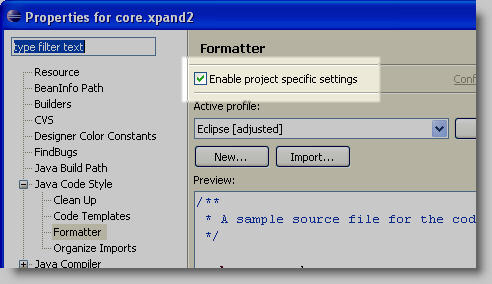 Properties for core.xpand2
type filter text
Resource
BeanInfo Path
Builders
CVS
Designer Color Constants
FindBugs
Java Build Path
Java Code Style
Clean Up
Code Templates
Formatter
Organize Imports
Java Compiler
Formatter
Enable project specific settings
Conf
Active profile:
Eclipse [adjusted]
New...
Import...
Preview:
/**
* A sample source file for the cod
*/